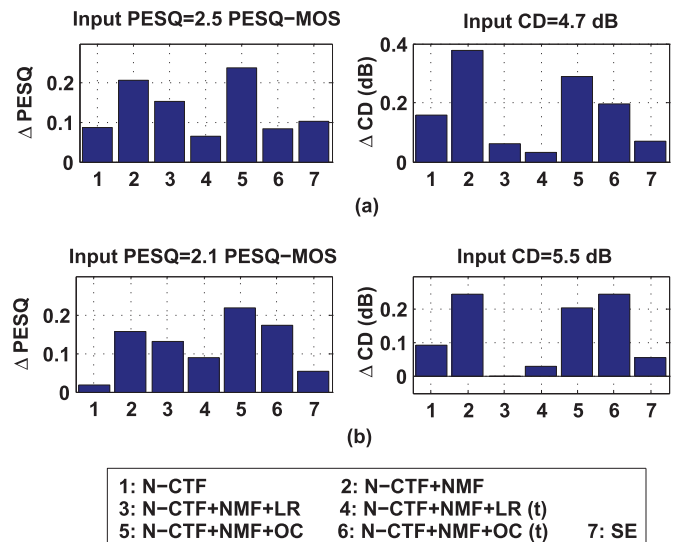 Input PESQ=2.5 PESQ−MOS
Input CD=4.7 dB
Δ PESQ
0.2
0.1
0
1 2 3 4 5 6 7
Δ CD (dB)
0.4
0.2
0
1 2 3 4 5 6 7
(a)
Input PESQ=2.1 PESQ−MOS
Input CD=5.5 dB
Δ PESQ
0.2
0.1
0
1 2 3 4 5 6 7
Δ CD (dB)
0.2
0.1
0
1 2 3 4 5 6 7
(b)
1: N−CTF 2: N−CTF+NMF
3: N−CTF+NMF+LR 4: N−CTF+NMF+LR (t)
5: N−CTF+NMF+OC 6: N−CTF+NMF+OC (t) 7: SE